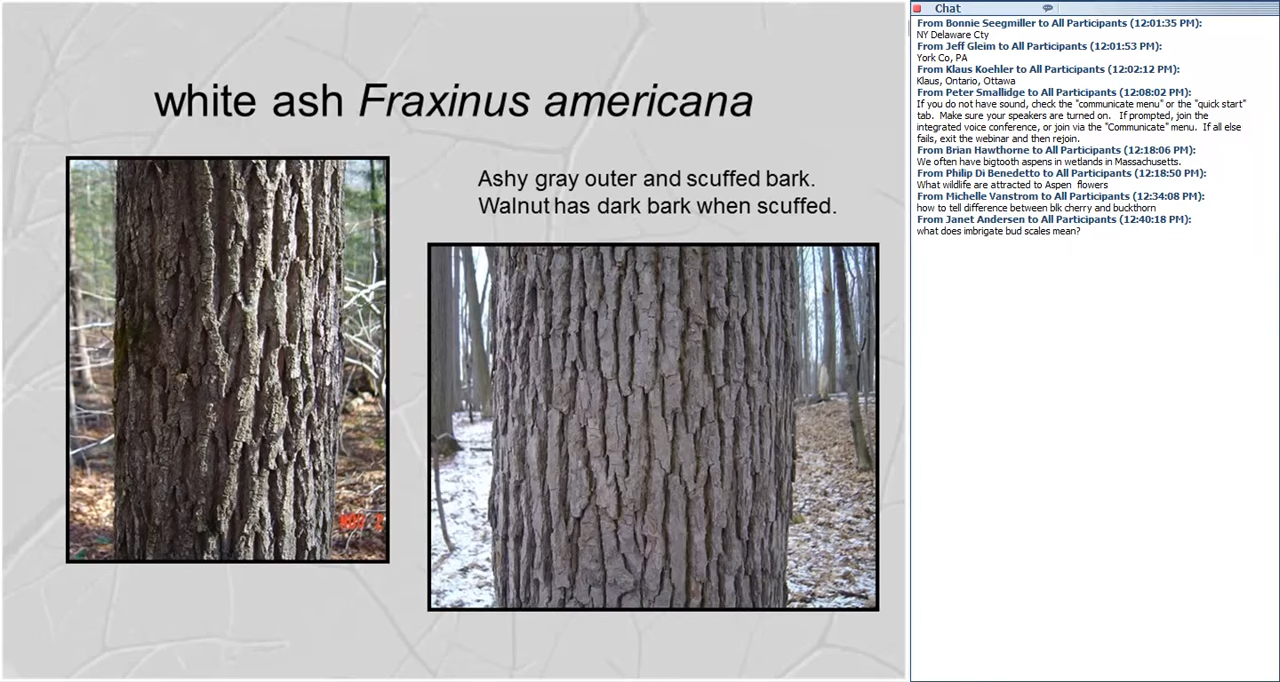 white ash Fraxinus americana
Ashy gray outer and scuffed bark.
Walnut has dark bark when scuffed.
NOV
Chat
From Bonnie Seegmiller to All Participants (12:01:35 PM):
NY Delaware Cty
From Jeff Gleim to All Participants (12:01:53 PM):
York Co, PA
From Klaus Koehler to All Participants (12:02:12 PM):
Klaus, Ontario, Ottawa
From Peter Smallidge to All Participants (12:08:02 PM):
If you do not have sound, check the "communicate menu" or the "quick start"
tab. Make sure your speakers are turned on. If prompted, join the
integrated voice conference, or join via the "Communicate" menu. If all else
fails, exit the webinar and then rejoin.
From Brian Hawthorne to All Participants (12:18:06 PM):
We often have bigtooth aspens in wetlands in Massachusetts.
From Philip Di Benedetto to All Participants (12:18:50 PM):
What wildlife are attracted to Aspen flowers
From Michelle Vanstrom to All Participants (12:34:08 PM):
how to tell difference between blk cherry and buckthorn
From Janet Andersen to All Participants (12:40:18 PM):
what does imbrigate bud scales mean?